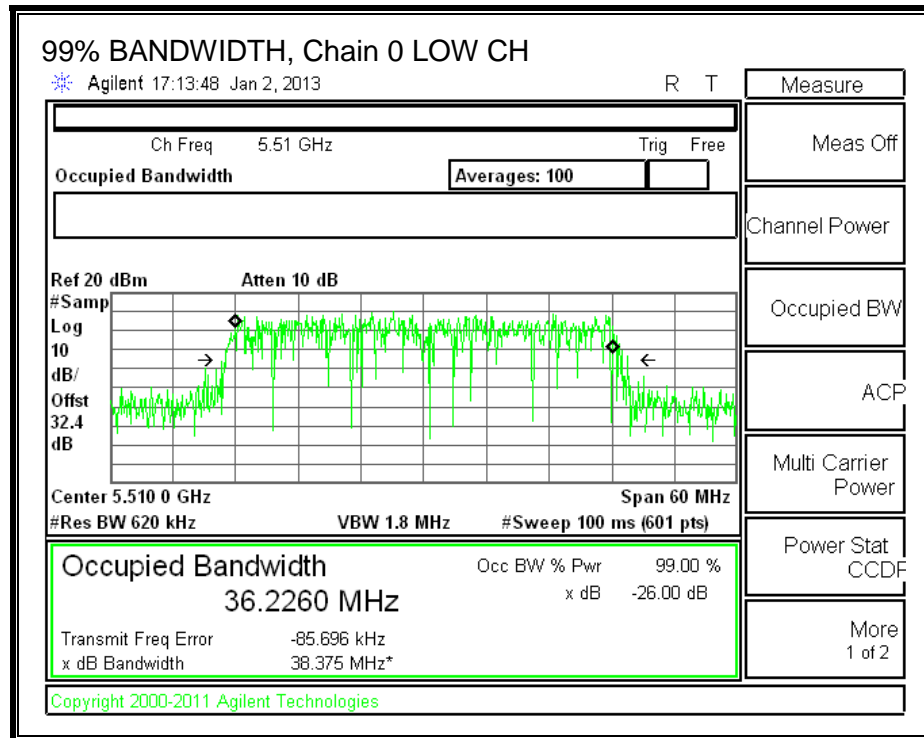 99% BANDWIDTH, Chain 0 LOW CH
Agilent 17:13:48 Jan 2, 2013 R T
Ch Freq 5.51 GHz Trig Free
Occupied Bandwidth Averages: 100
Ref 20 dBm Atten 10 dB
#Samp
Log
10
dB/
Offst
32.4
dB
Center 5.510 0 GHz Span 60 MHz
#Res BW 620 kHz VBW 1.8 MHz #Sweep 100 ms (601 pts)
Occupied Bandwidth Occ BW % Pwr 99.00 %
36.2260 MHz x dB -26.00 dB
Transmit Freq Error -85.696 kHz
x dB Bandwidth 38.375 MHz*
Copyright 2000-2011 Agilent Technologies
Measure
Meas Off
Channel Power
Occupied BW
ACP
Multi Carrier
Power
Power Stat
CCDF
More
1 of 2